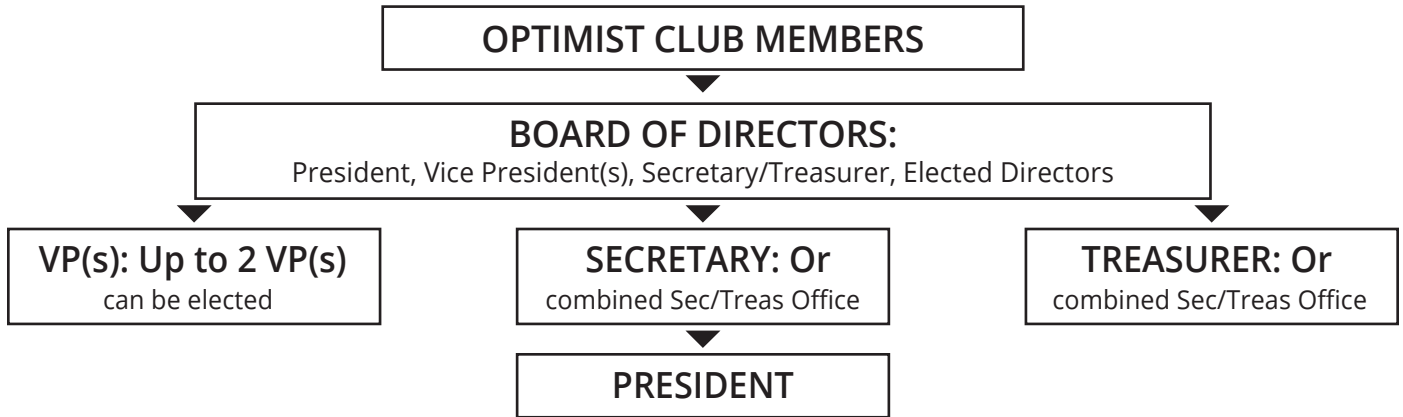 OPTIMIST CLUB MEMBERS
BOARD OF DIRECTORS:
President, Vice President(s), Secretary/Treasurer, Elected Directors
VP(s): Up to 2 VP(s)
can be elected
SECRETARY: Or
combined Sec/Treas Office
TREASURER: Or
combined Sec/Treas Office
PRESIDENT